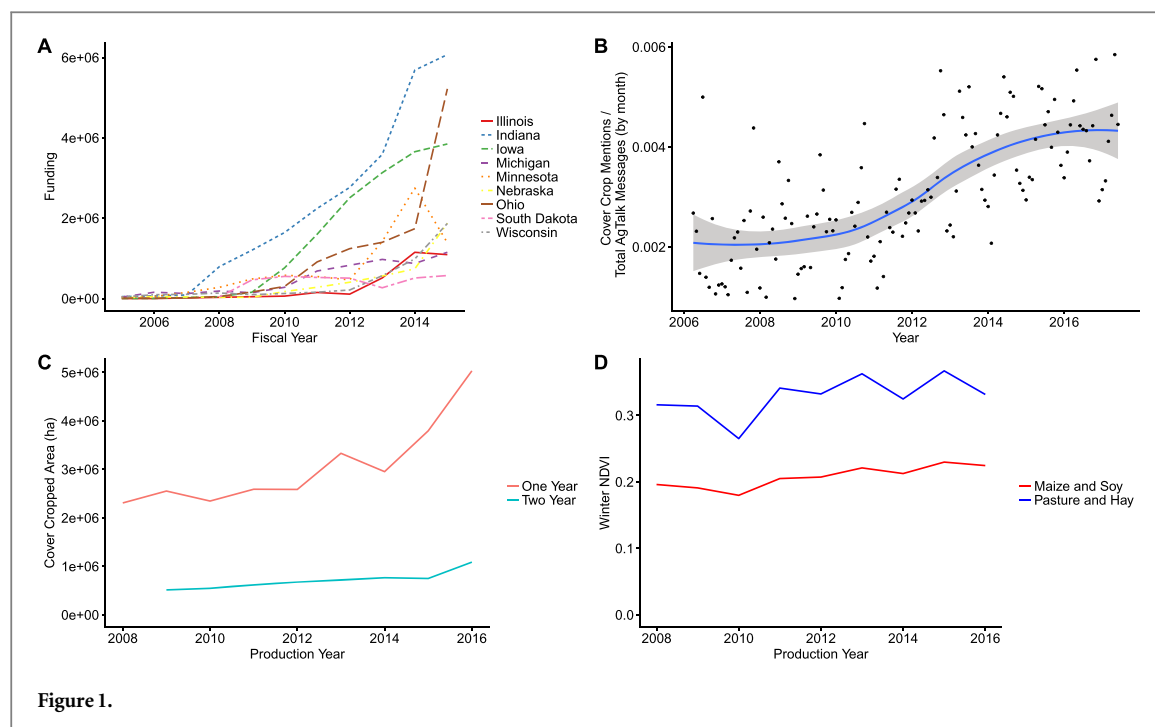 A
6e+06
4e+06
2e+06
0e+00
Funding
2006
2008
2010
2012
2014
Fiscal Year
Illinois
Indiana
Iowa
Michigan
Minnesota
Nebraska
Ohio
South Dakota
Wisconsin
B
0.006
0.004
0.002
Cover Crop Mentions /
Total AgTalk Messages (by month)
2006
2008
2010
2012
2014
2016
Year
C
5e+06
4e+06
3e+06
2e+06
1e+06
0e+00
Cover Cropped Area (ha)
2008
2010
2012
2014
2016
Production Year
One Year
Two Year
D
0.3
0.2
0.1
0.0
Winter NDVI
2008
2010
2012
2014
2016
Production Year
Maize and Soy
Pasture and Hay
Figure 1.